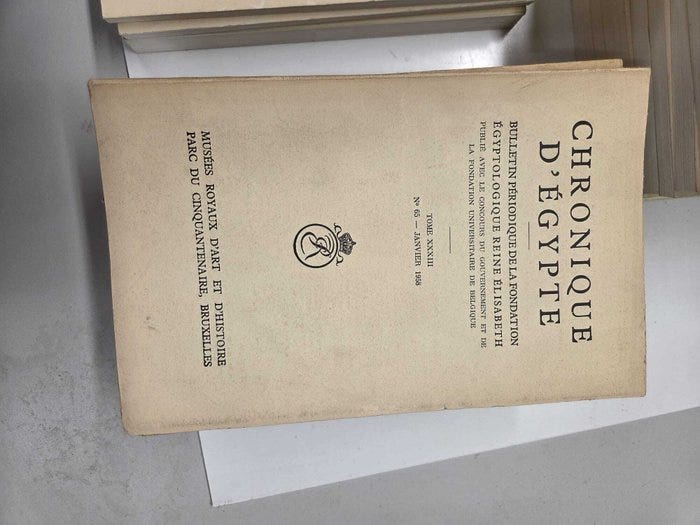 CHRONIQUE
D'ÉGYPTE
BULLETIN PÉRIODIQUE DE LA FONDATION
ÉGYPTOLOGIQUE REINE ÉLISABETH
PUBLIÉ AVEC LE CONCOURS DU GOUVERNEMENT ET DE
LA FONDATION UNIVERSITAIRE DE BELGIQUE
TOME XXXIII
Nº 65 — JANVIER 1958
MUSÉES ROYAUX D'ART ET D'HISTOIRE
PARC DU CINQUANTENAIRE, BRUXELLES